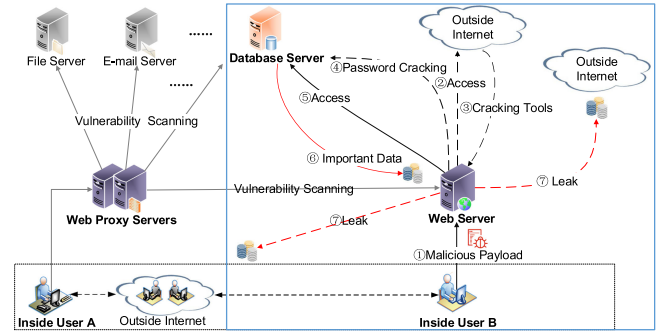 Outside
Internet
......
File Server
E-mail Server
Database Server
④Password Cracking
Outside
Internet
②Access
......
⑤Access
③Cracking Tools
Vulnerability Scanning
⑥ Important Data
Vulnerability Scanning
⑦ Leak
Web Proxy Servers
Web Server
⑦Leak
①Malicious Payload
Inside User A
Outside Internet
Inside User B